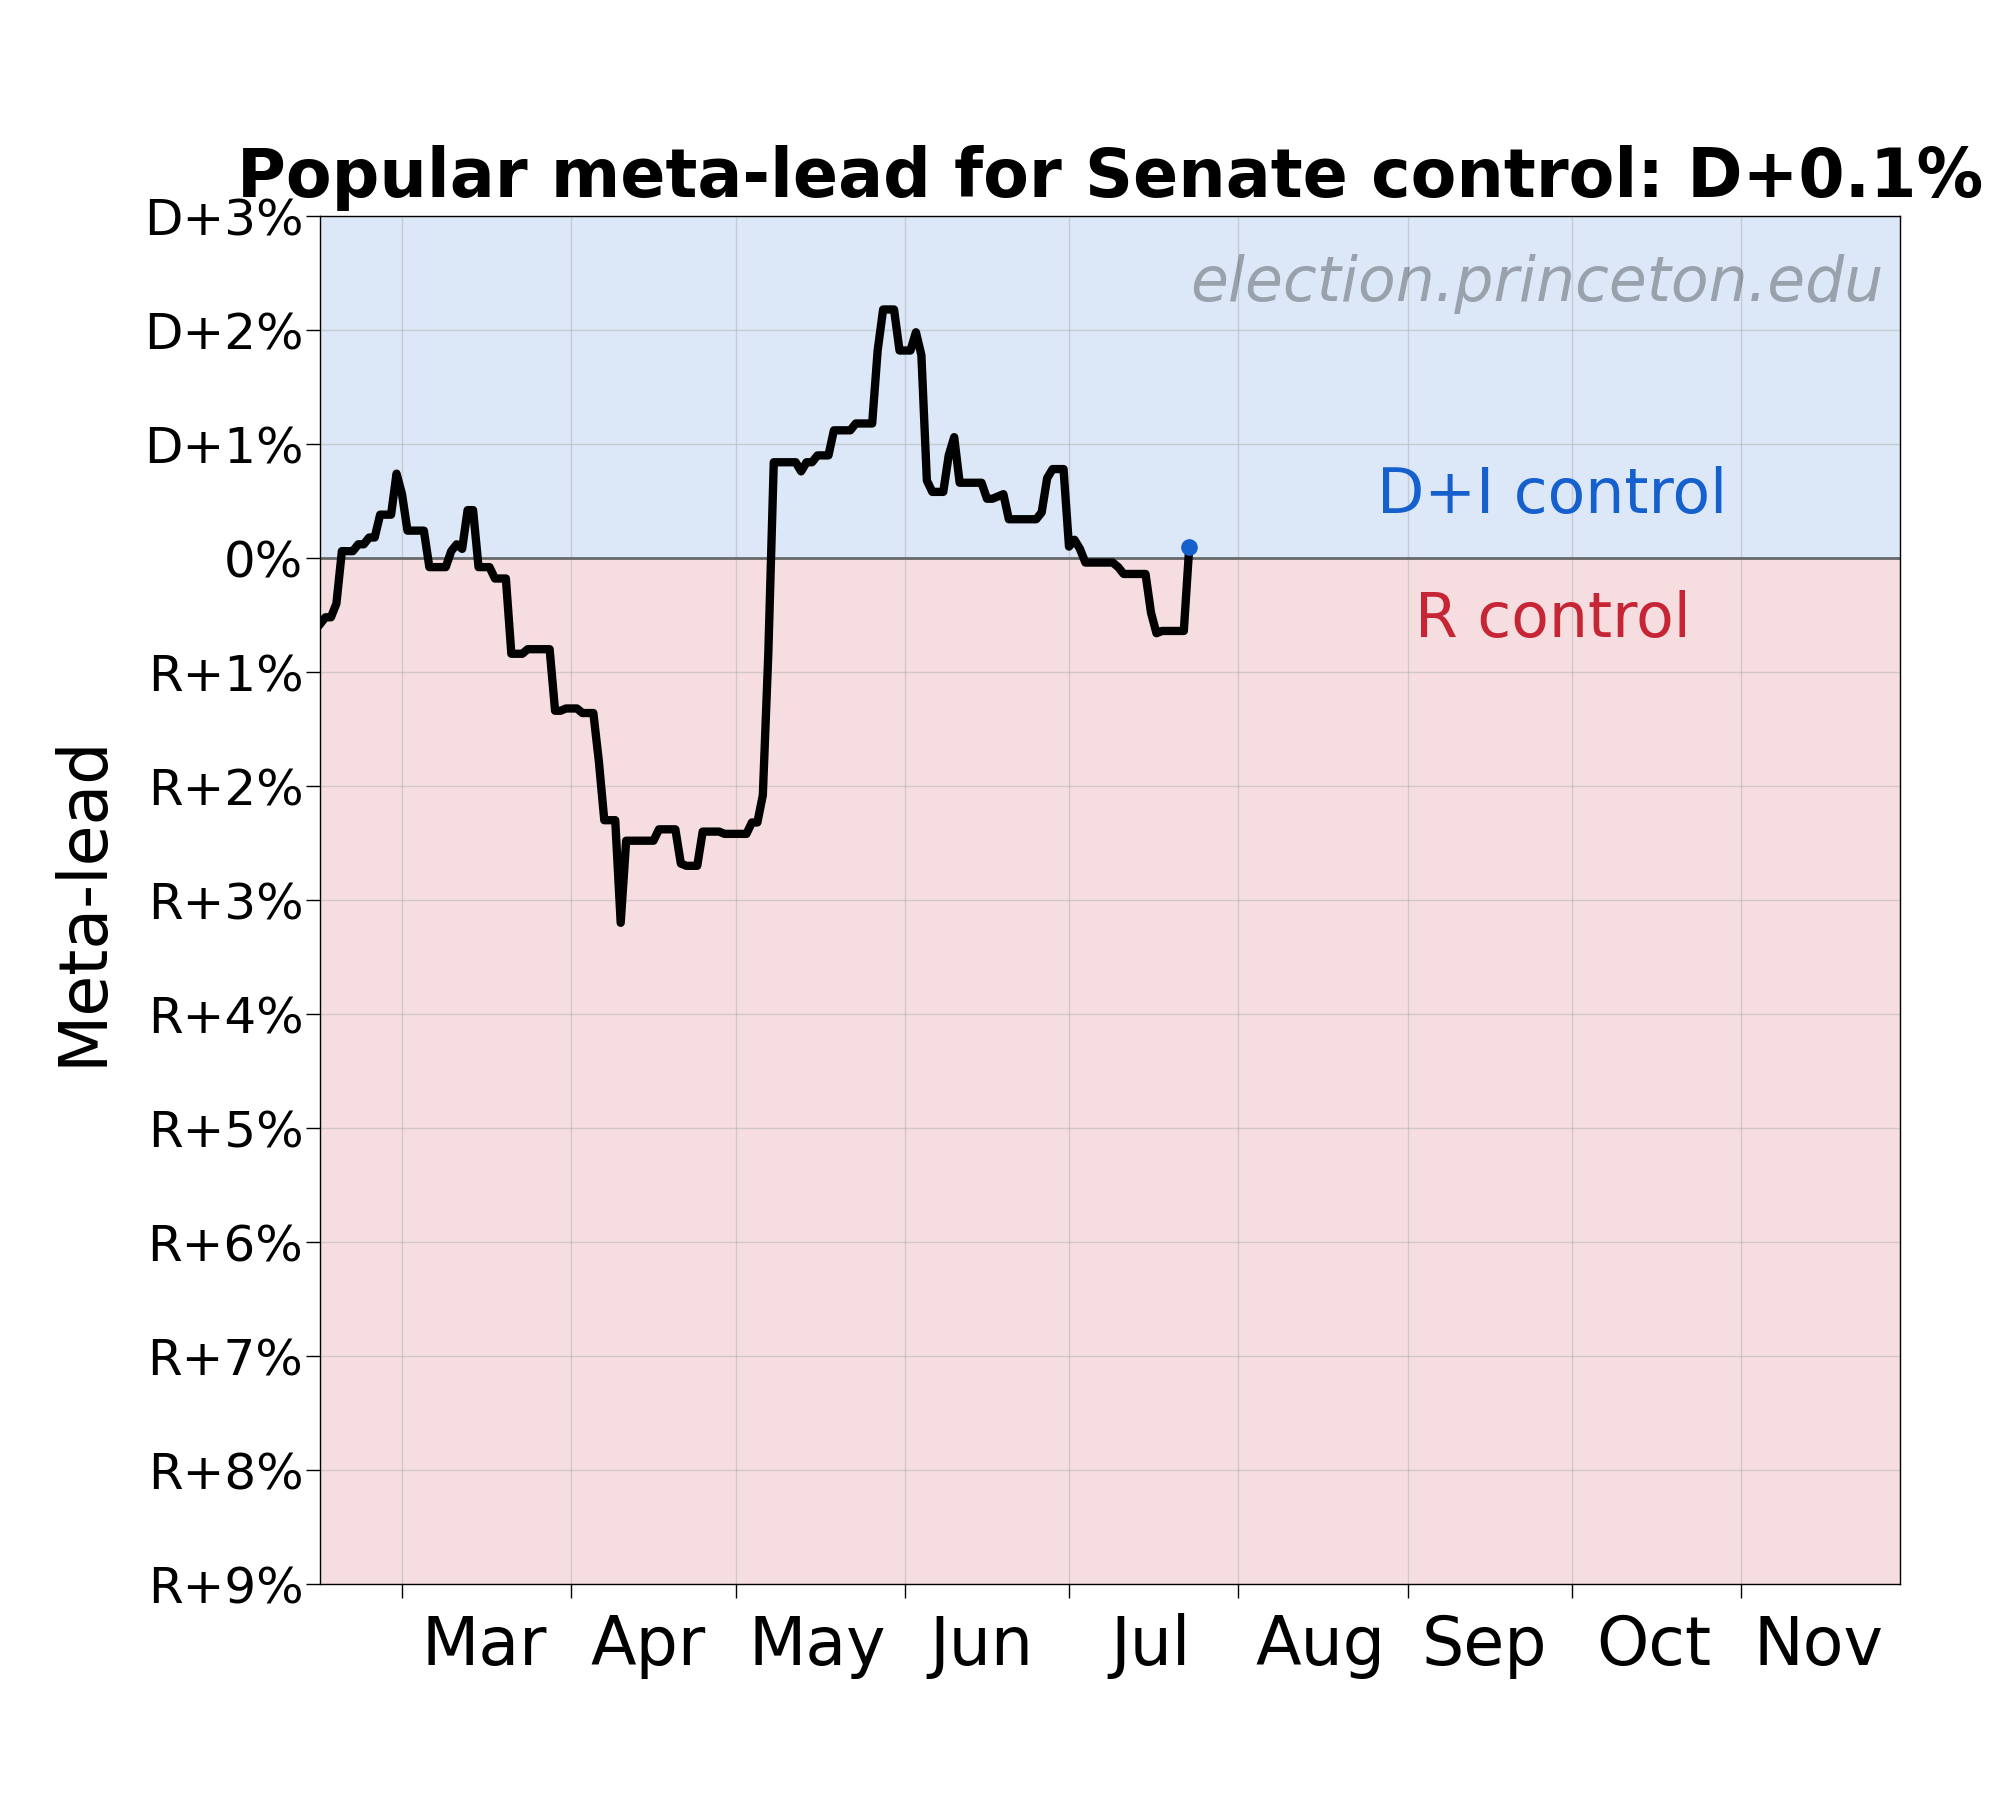 Popular meta-lead for Senate control: D+0.1%
D+3%
D+2%
D+1%
0%
R+1%
R+2%
R+3%
R+4%
R+5%
R+6%
R+7%
R+8%
R+9%
Meta-lead
election.princeton.edu
D+I control
R control
Mar Apr May Jun Jul Aug Sep Oct Nov